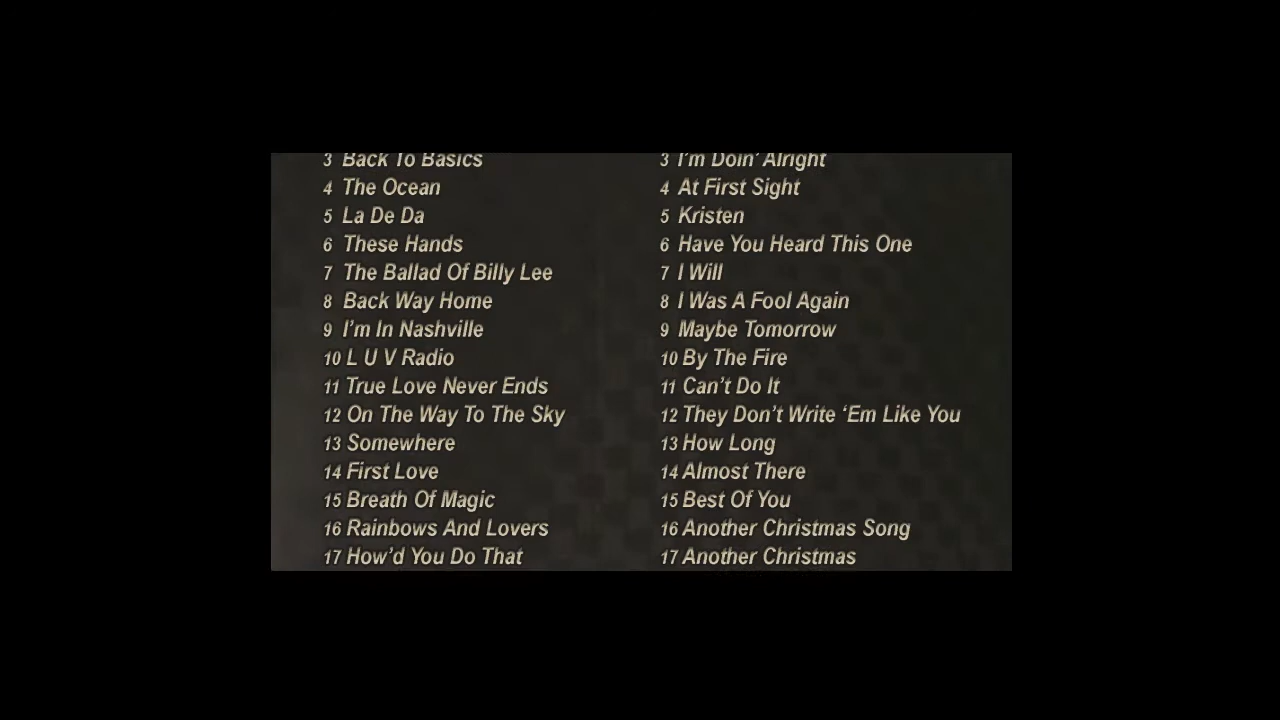 3 Back To Basics
4 The Ocean
5 La De Da
6 These Hands
7 The Ballad Of Billy Lee
8 Back Way Home
9 I'm In Nashville
10 L U V Radio
11 True Love Never Ends
12 On The Way To The Sky
13 Somewhere
14 First Love
15 Breath Of Magic
16 Rainbows And Lovers
17 How'd You Do That
3 I'm Doin' Alright
4 At First Sight
5 Kristen
6 Have You Heard This One
7 I Will
8 I Was A Fool Again
9 Maybe Tomorrow
10 By The Fire
11 Can't Do It
12 They Don't Write ‘Em Like You
13 How Long
14 Almost There
15 Best Of You
16 Another Christmas Song
17 Another Christmas